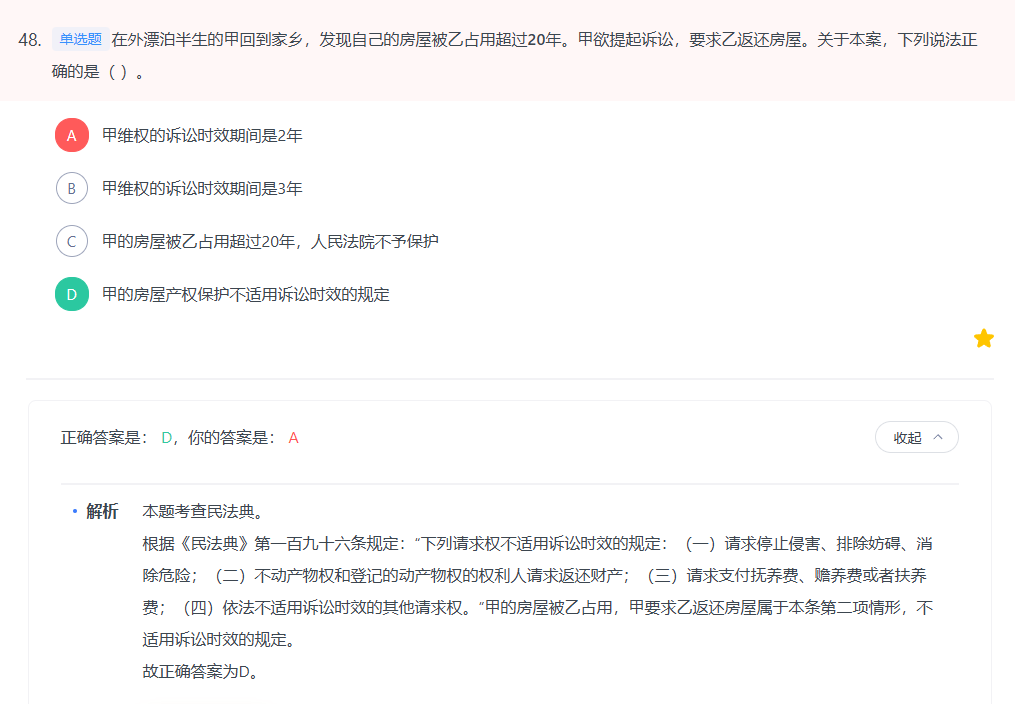 48. 单选题 在外漂泊半生的甲回到家乡，发现自己的房屋被乙占用超过20年。甲欲提起诉讼，要求乙返还房屋。关于本案，下列说法正
确的是（ ）。
A 甲维权的诉讼时效期间是2年
B 甲维权的诉讼时效期间是3年
C 甲的房屋被乙占用超过20年，人民法院不予保护
D 甲的房屋产权保护不适用诉讼时效的规定
正确答案是： D，你的答案是： A
收起
• 解析 本题考查民法典。
根据《民法典》第一百九十六条规定：“下列请求权不适用诉讼时效的规定：（一）请求停止侵害、排除妨碍、消
除危险；（二）不动产物权和登记的动产物权的权利人请求返还财产；（三）请求支付抚养费、赡养费或者扶养
费；（四）依法不适用诉讼时效的其他请求权。“甲的房屋被乙占用，甲要求乙返还房屋属于本条第二项情形，不
适用诉讼时效的规定。
故正确答案为D。